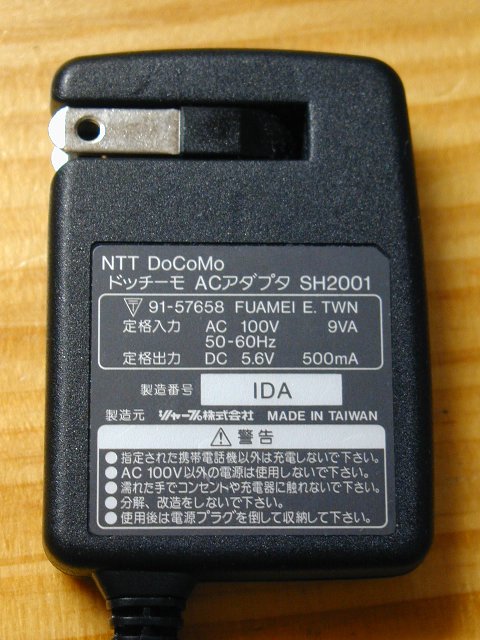 NTT DoCoMo
ドッチーモ ACアダプタ SH2001
91-57658 FUAMEI E. TWN
定格入力 AC 100V 9VA
50-60Hz
定格出力 DC 5.6V 500mA
製造番号 IDA
製造元 シャープ株式会社 MADE IN TAIWAN
⚠警告
●指定された携帯電話機以外は充電しないで下さい。
●AC 100V以外の電源は使用しないで下さい。
●濡れた手でコンセントや充電器に触れないで下さい。
●分解、改造をしないで下さい。
●使用後は電源プラグを倒して収納して下さい。